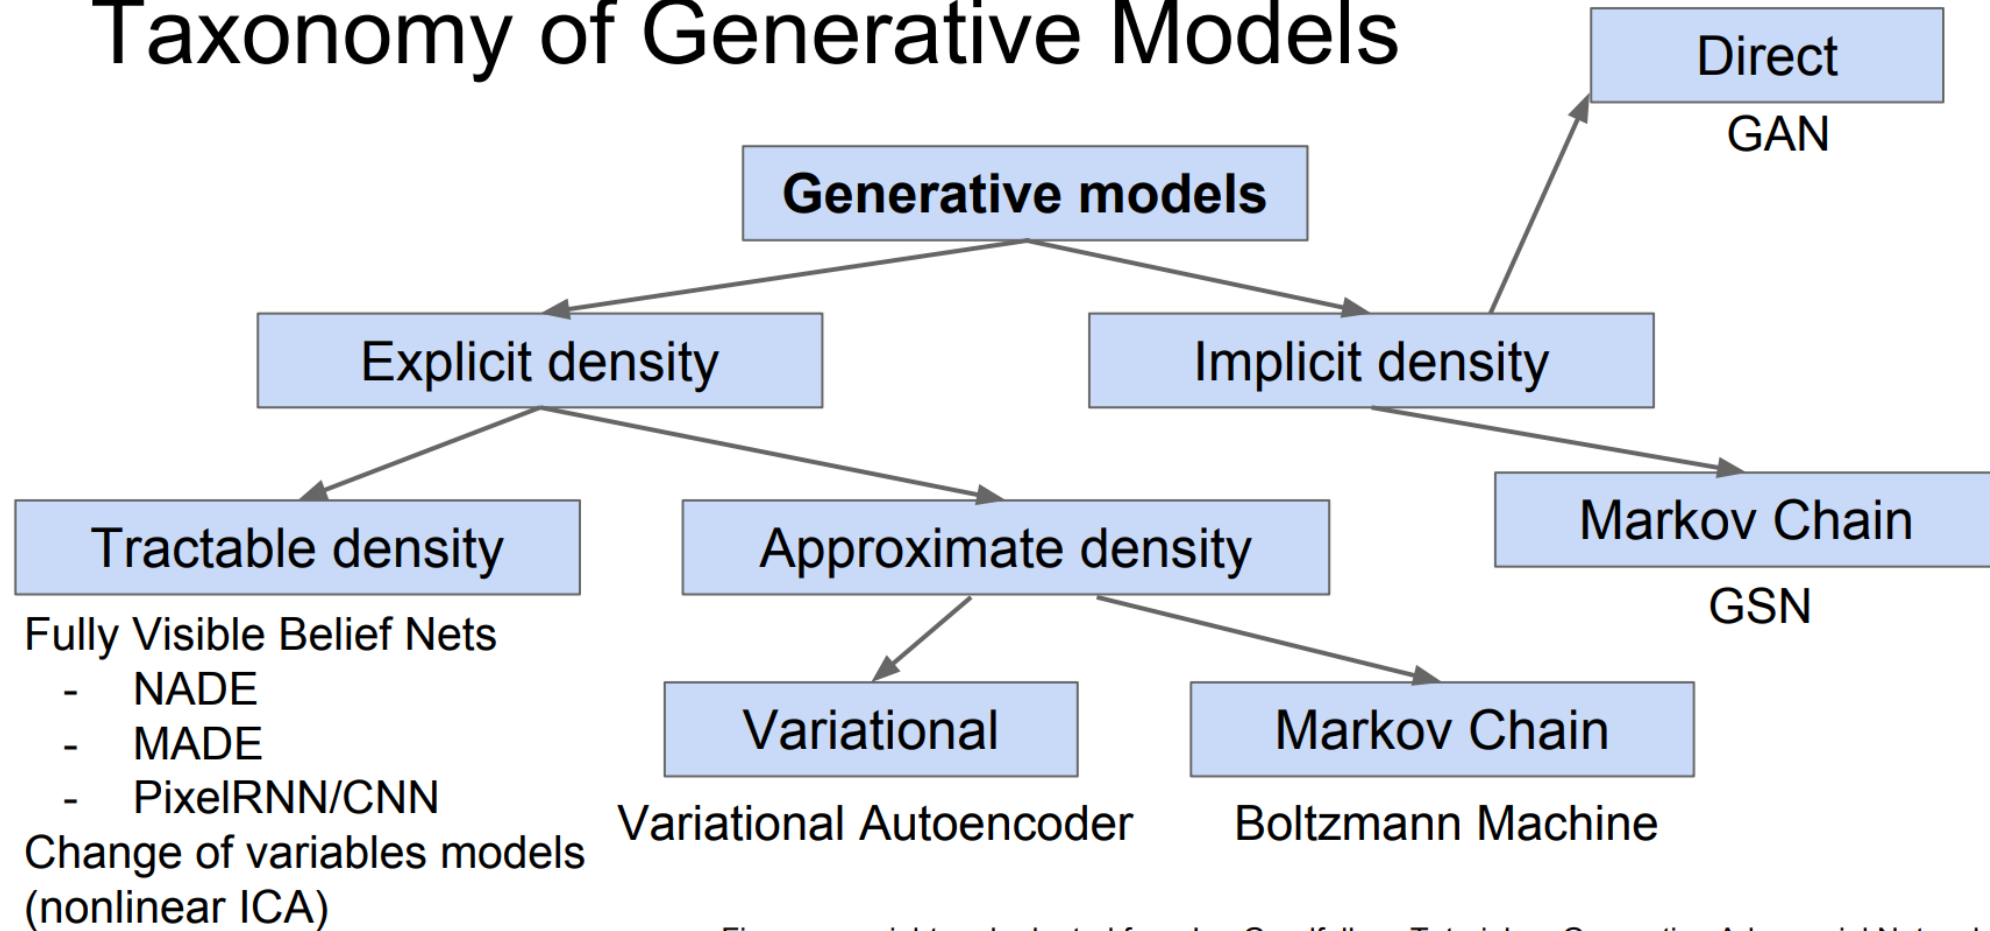 Taxonomy of Generative Models
Direct
GAN
Generative models
Explicit density
Implicit density
Tractable density
Approximate density
Markov Chain
GSN
Fully Visible Belief Nets
- NADE
- MADE
- PixelRNN/CNN
Change of variables models
(nonlinear ICA)
Variational
Variational Autoencoder
Markov Chain
Boltzmann Machine